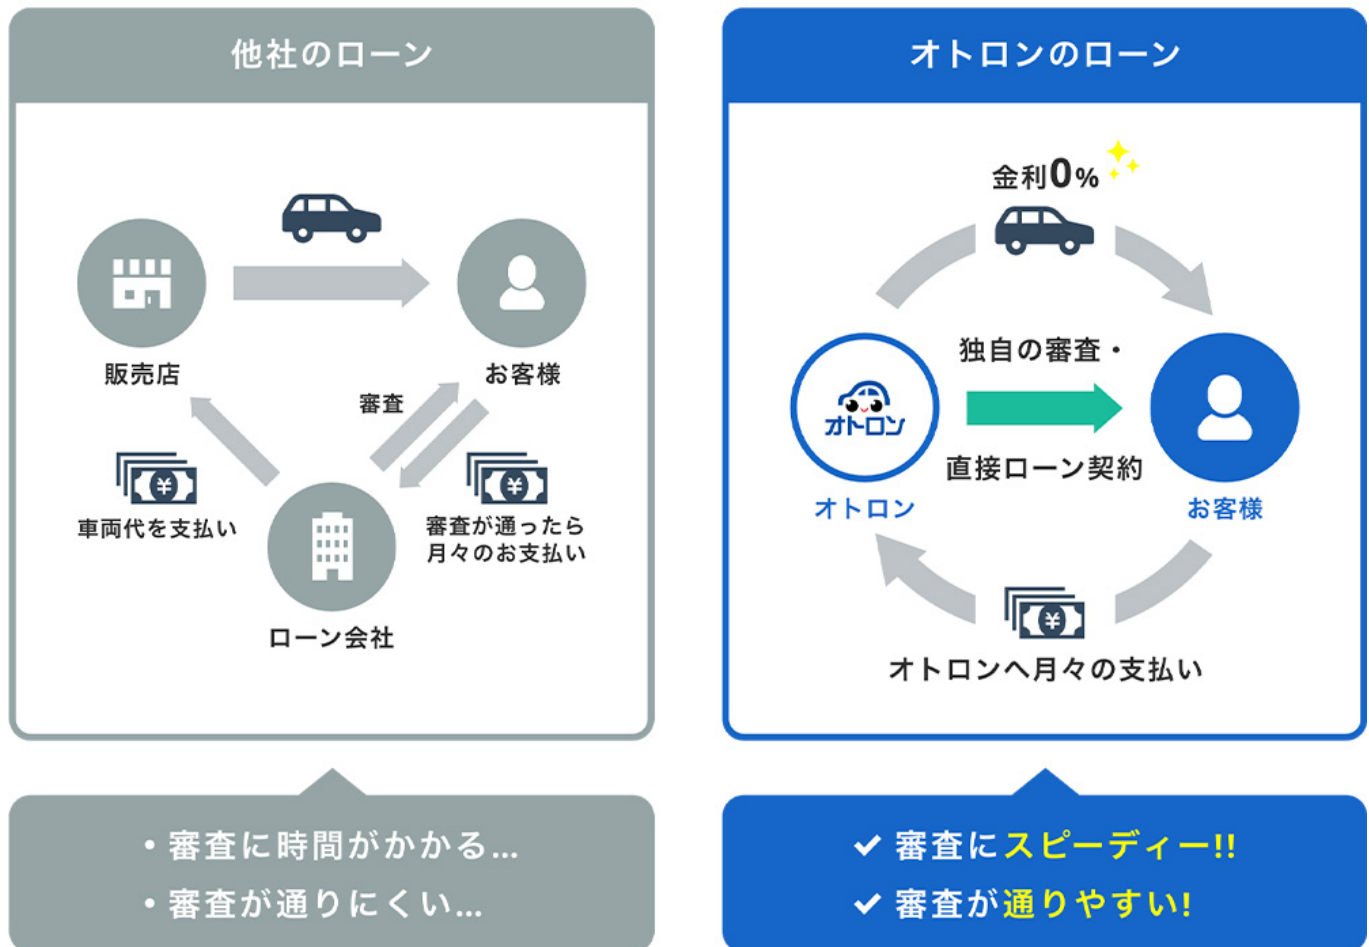 他社のローン
販売店
お客様
審査
車両代を支払い
審査が通ったら
月々のお支払い
ローン会社
・審査に時間がかかる…
・審査が通りにくい…
オトロンのローン
金利0%
独自の審査・
直接ローン契約
オトロン
オトロン
お客様
オトロンへ月々の支払い
✓ 審査にスピーディー!!
✓ 審査が通りやすい!